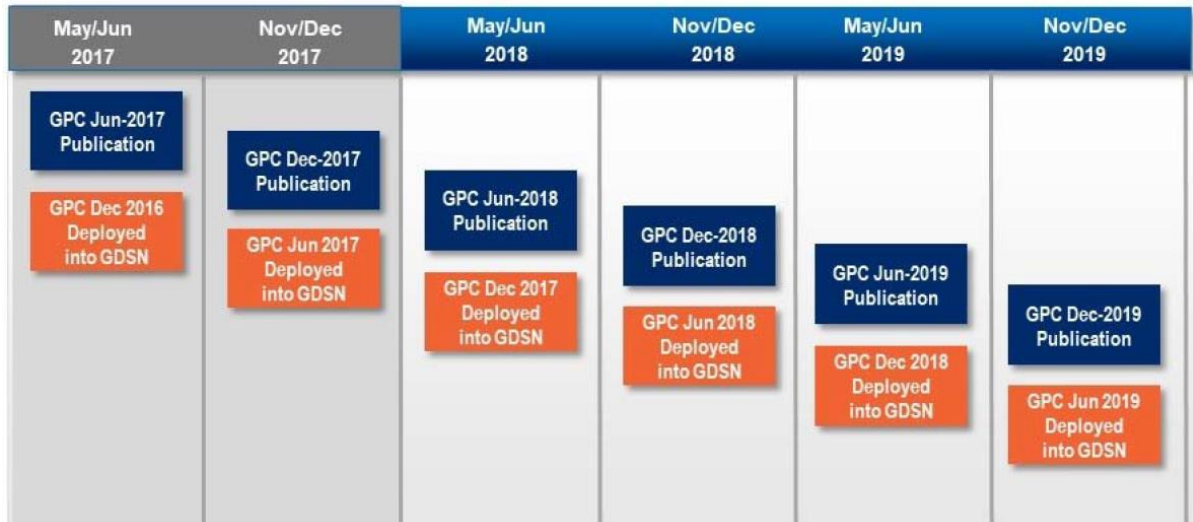 May/Jun
2017
Nov/Dec
2017
May/Jun
2018
Nov/Dec
2018
May/Jun
2019
Nov/Dec
2019
GPC Jun-2017
Publication
GPC Dec 2016
Deployed
into GDSN
GPC Dec-2017
Publication
GPC Jun 2017
Deployed
into GDSN
GPC Jun-2018
Publication
GPC Dec 2017
Deployed
into GDSN
GPC Dec-2018
Publication
GPC Jun 2018
Deployed
into GDSN
GPC Jun-2019
Publication
GPC Dec 2018
Deployed
into GDSN
GPC Dec-2019
Publication
GPC Jun 2019
Deployed
into GDSN